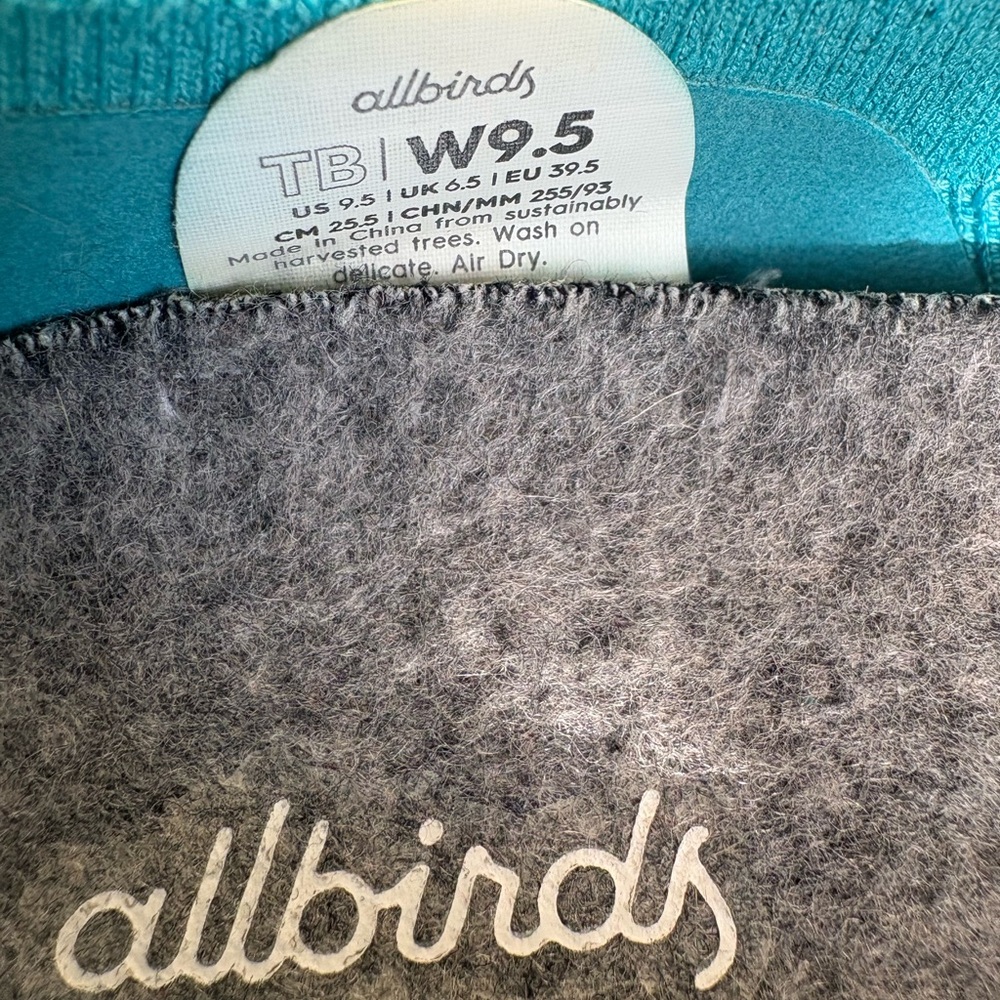 allbirds
TB | W9.5
US 9.5 | UK 6.5 | EU 39.5
CM 25.5 | CHN/MM 255/93
Made in China from sustainably
harvested trees. Wash on
delicate. Air Dry.
allbirds